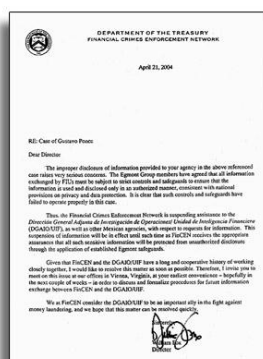 DEPARTMENT OF THE TREASURY
FINANCIAL CRIMES ENFORCEMENT NETWORK
April 21, 2004
RE: Case of Gustavo Ponce
Dear Director
The improper disclosure of information provided to your agency in the above referenced
case raises very serious concerns. The Egmont Group members have agreed that all information
exchanged by FIUs must be subject to strict controls and safeguards to ensure that the
information is used and disclosed only in an authorized manner, consistent with national
provisions on privacy and data protection. It is clear that such controls and safeguards have
failed to operate properly in this case.
Thus, the Financial Crimes Enforcement Network is suspending assistance to the
Dirección General Adjunta de Investigación de Operaciones\ Unidad de Inteligencia Financiera
(DGAIO/UIF), as well as other Mexican agencies, with respect to requests for information. This
suspension of information will be in effect until such time as FinCEN receives the appropriate
assurances that all such sensitive information will be protected from unauthorized disclosure
through the application of established Egmont safeguards.
Given that FinCEN and the DGAIO/UIF have a long and cooperative history of working
closely together, I would like to resolve this matter as soon as possible. Therefore, I invite you to
meet on this issue at our offices in Vienna, Virginia, at your earliest convenience – hopefully in
the next couple of weeks – in order to discuss and formalize procedures for future information
exchange between FinCEN and the DGAIO/UIF.
We at FinCEN consider the DGAIO/UIF to be an important ally in the fight against
money laundering, and we hope that this matter can be resolved quickly.
William Fox
Director